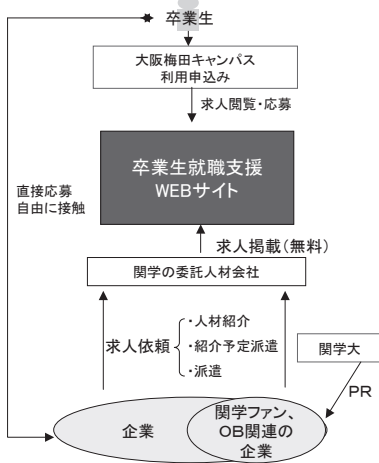 卒業生
大阪梅田キャンパス
利用申込み
求人閲覧・応募
卒業生就職支援
WEBサイト
直接応募
自由に接触
求人掲載(無料)
関学の委託人材会社
・人材紹介
求人依頼
・紹介予定派遣
・派遣
関学大
PR
企業
関学ファン、
OB関連の
企業